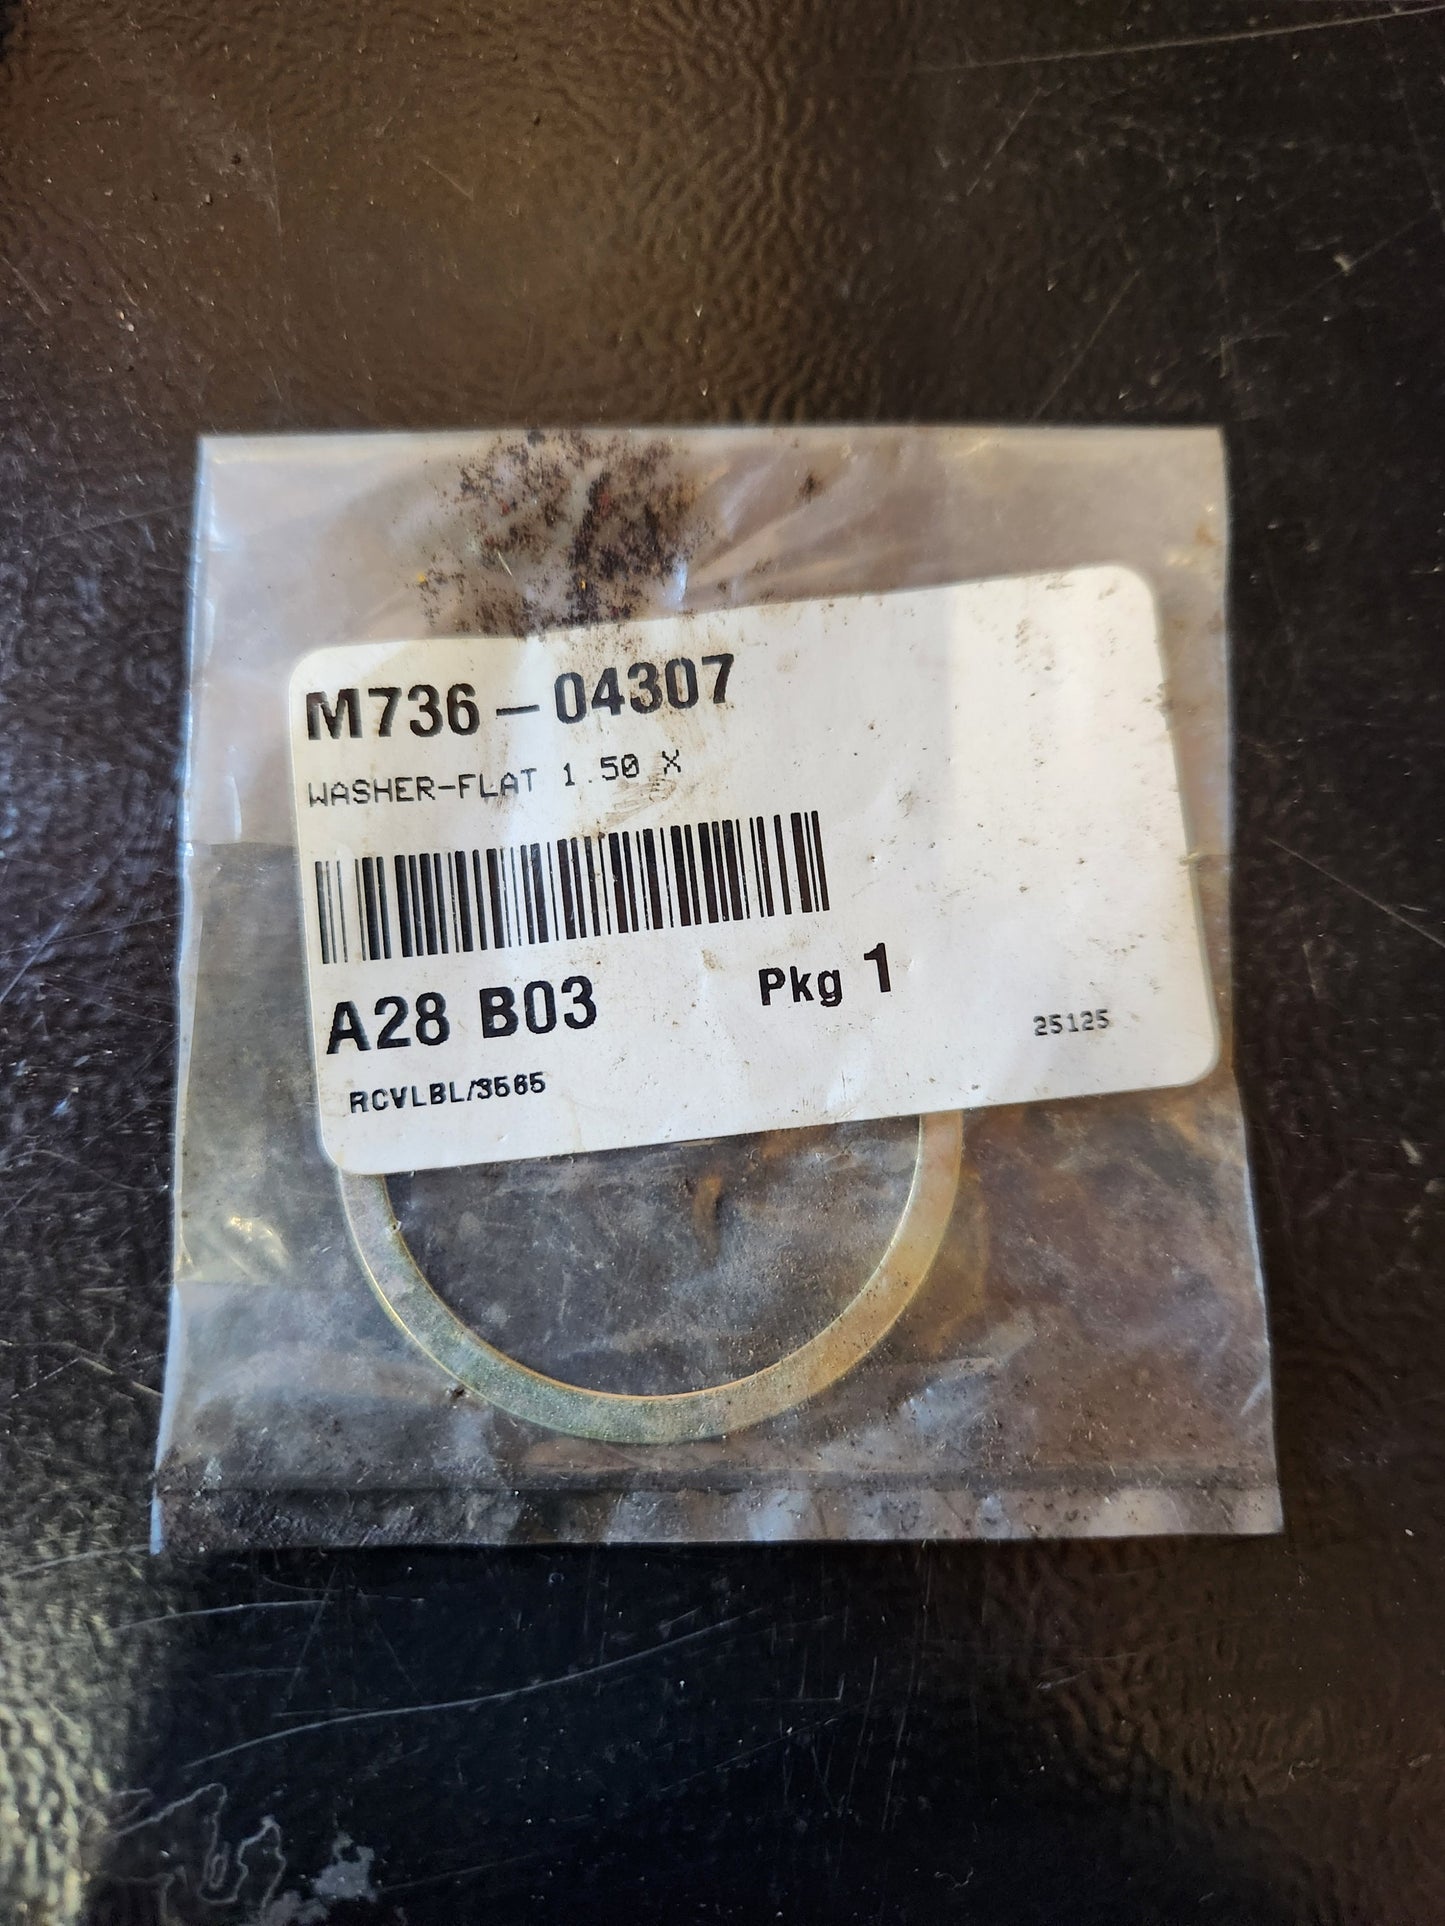 M736-04307
WASHER-FLAT 1.50 X
A28 B03
Pkg 1
25125
RCVLBL/3565